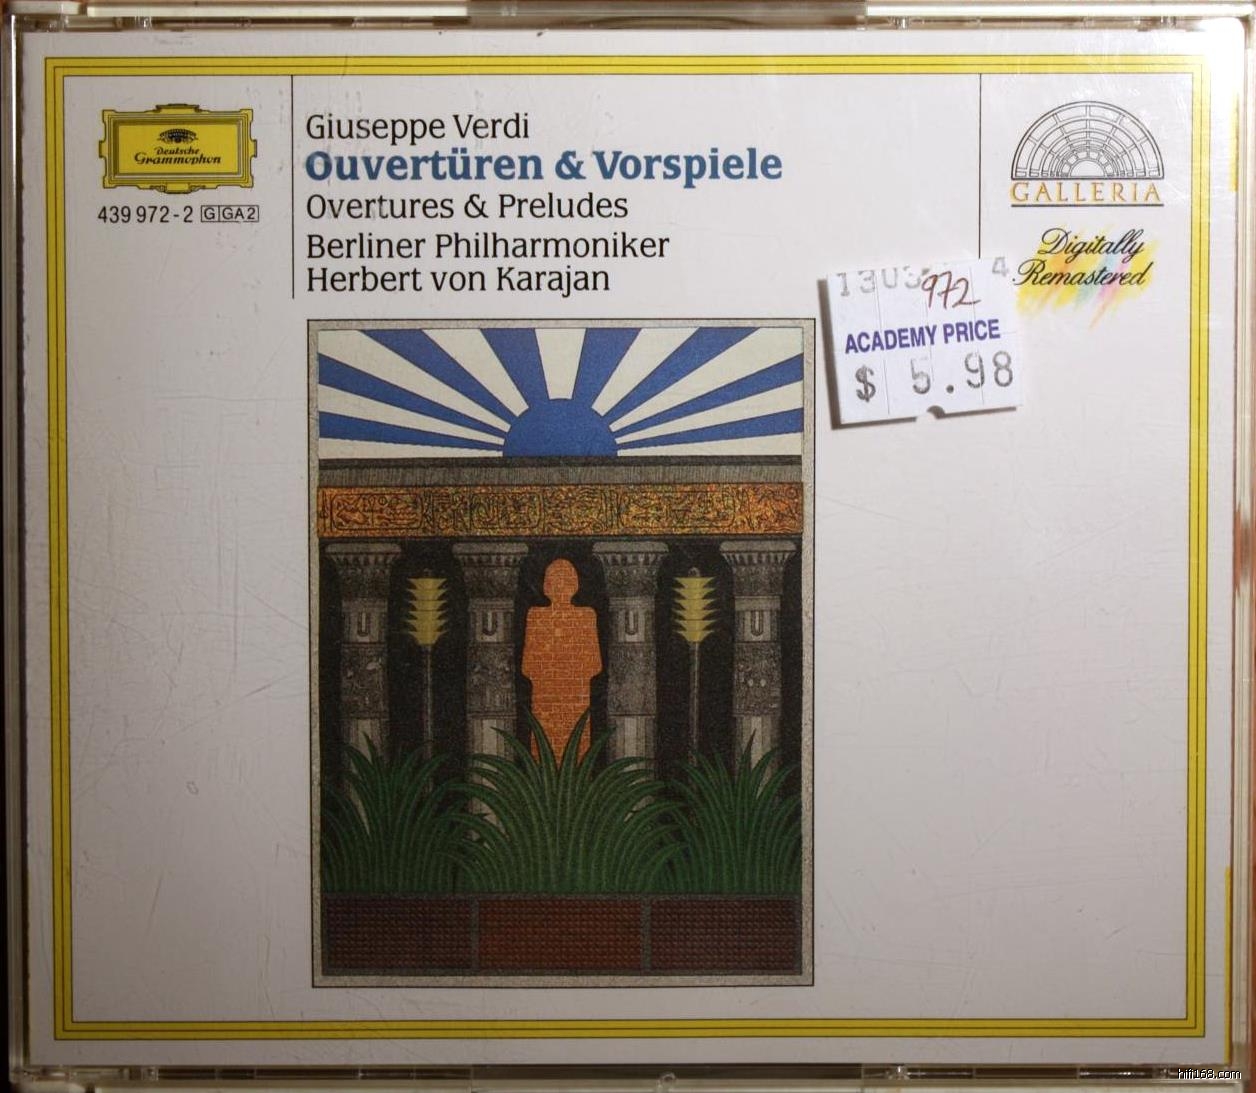 Deutsche
Grammophon
439 972-2 G GA2
Giuseppe Verdi
Ouvertüren & Vorspiele
Overtures & Preludes
Berliner Philharmoniker
Herbert von Karajan
GALLERIA
Digitally
Remastered
972
ACADEMY PRICE
$ 5.98
hifi168.com